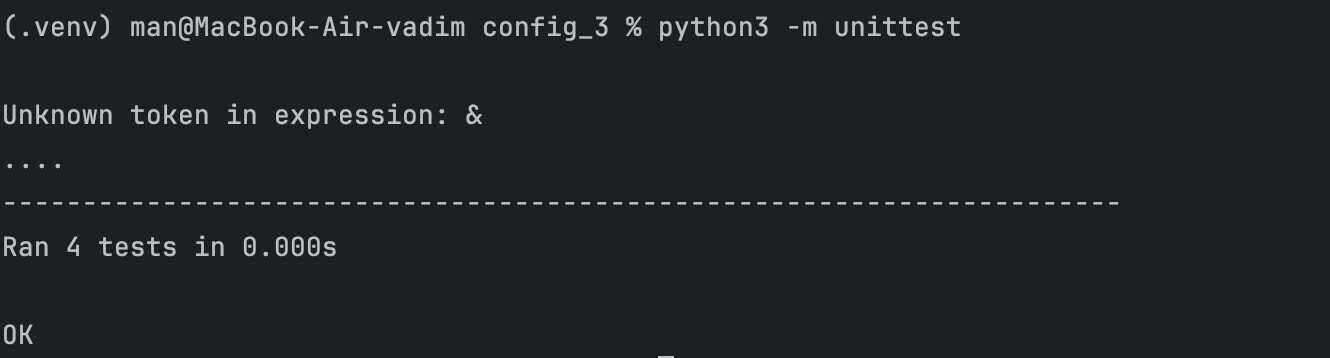 (.venv) man@MacBook-Air-vadim config_3 % python3 -m unittest
Unknown token in expression: &
....
----------------------------------------------------------------------
Ran 4 tests in 0.000s
OK